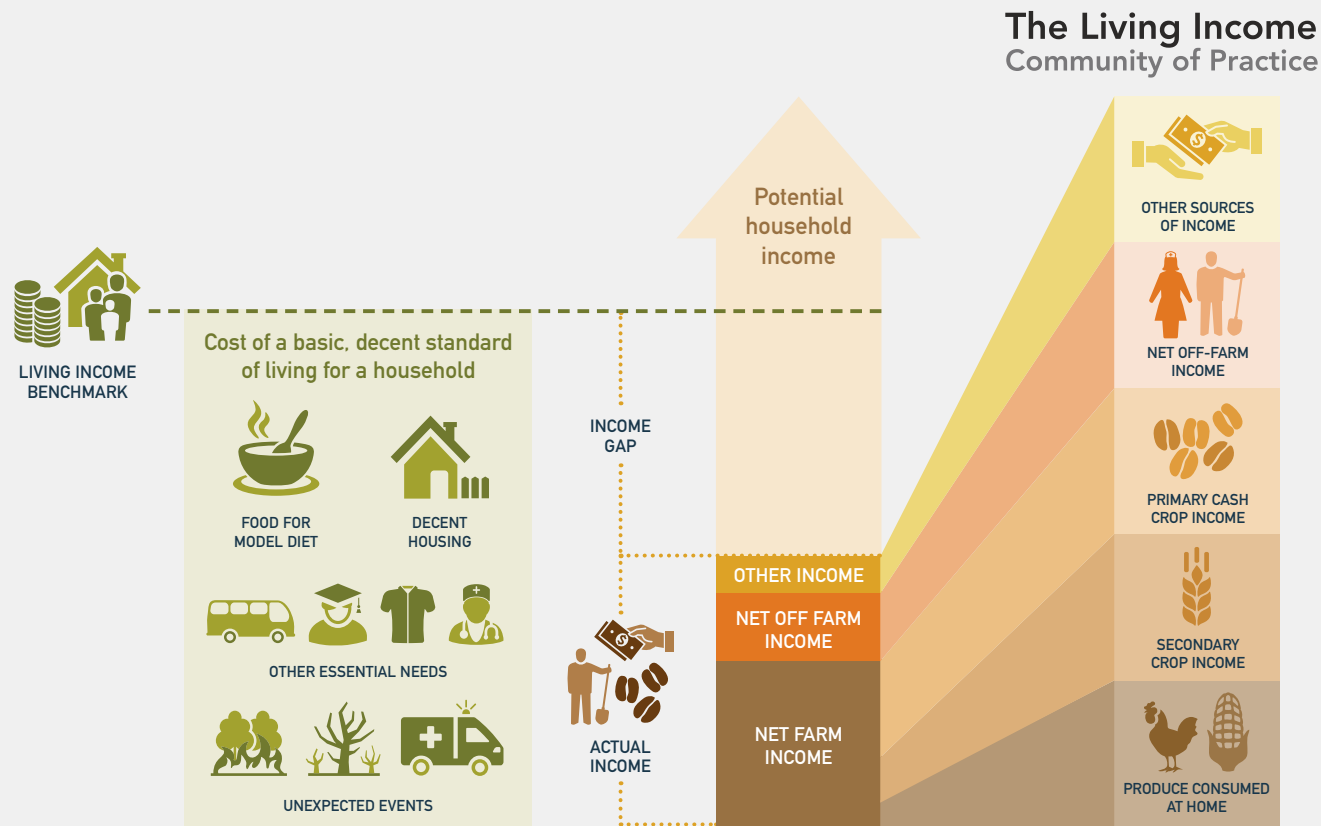 The Living Income
Community of Practice
LIVING INCOME
BENCHMARK
Cost of a basic, decent standard
of living for a household
FOOD FOR
MODEL DIET
DECENT
HOUSING
OTHER ESSENTIAL NEEDS
UNEXPECTED EVENTS
INCOME
GAP
$
ACTUAL
INCOME
Potential
household
income
OTHER INCOME
NET OFF FARM
INCOME
NET FARM
INCOME
$
OTHER SOURCES
OF INCOME
NET OFF-FARM
INCOME
PRIMARY CASH
CROP INCOME
SECONDARY
CROP INCOME
PRODUCE CONSUMED
AT HOME